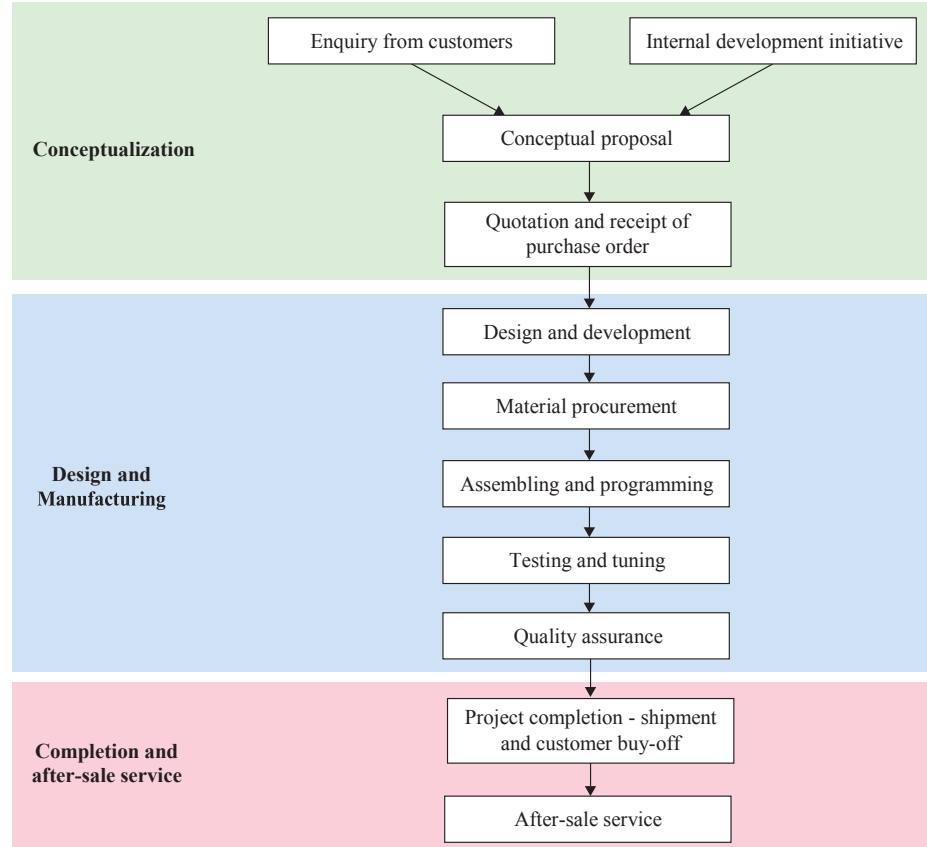 Enquiry from customers
Internal development initiative
Conceptualization
Conceptual proposal
Quotation and receipt of
purchase order
Design and development
Material procurement
Design and
Manufacturing
Assembling and programming
Testing and tuning
Quality assurance
Project completion - shipment
and customer buy-off
Completion and
after-sale service
After-sale service